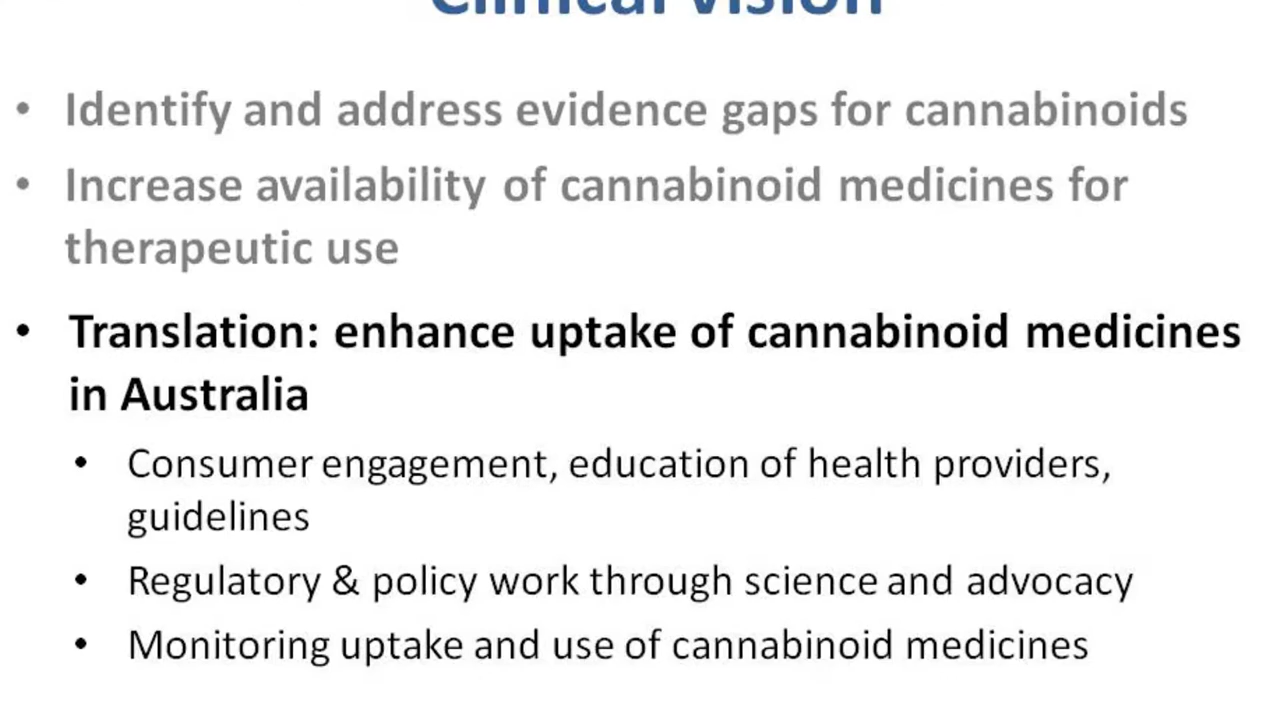 Clinical Vision
• Identify and address evidence gaps for cannabinoids
• Increase availability of cannabinoid medicines for
therapeutic use
• Translation: enhance uptake of cannabinoid medicines
in Australia
• Consumer engagement, education of health providers,
guidelines
• Regulatory & policy work through science and advocacy
• Monitoring uptake and use of cannabinoid medicines